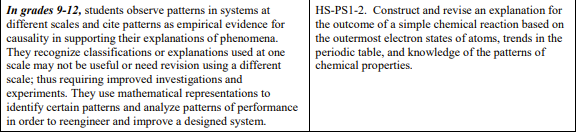 In grades 9-12, students observe patterns in systems at
different scales and cite patterns as empirical evidence for
causality in supporting their explanations of phenomena.
They recognize classifications or explanations used at one
scale may not be useful or need revision using a different
scale; thus requiring improved investigations and
experiments. They use mathematical representations to
identify certain patterns and analyze patterns of performance
in order to reengineer and improve a designed system.
HS-PS1-2. Construct and revise an explanation for
the outcome of a simple chemical reaction based on
the outermost electron states of atoms, trends in the
periodic table, and knowledge of the patterns of
chemical properties.